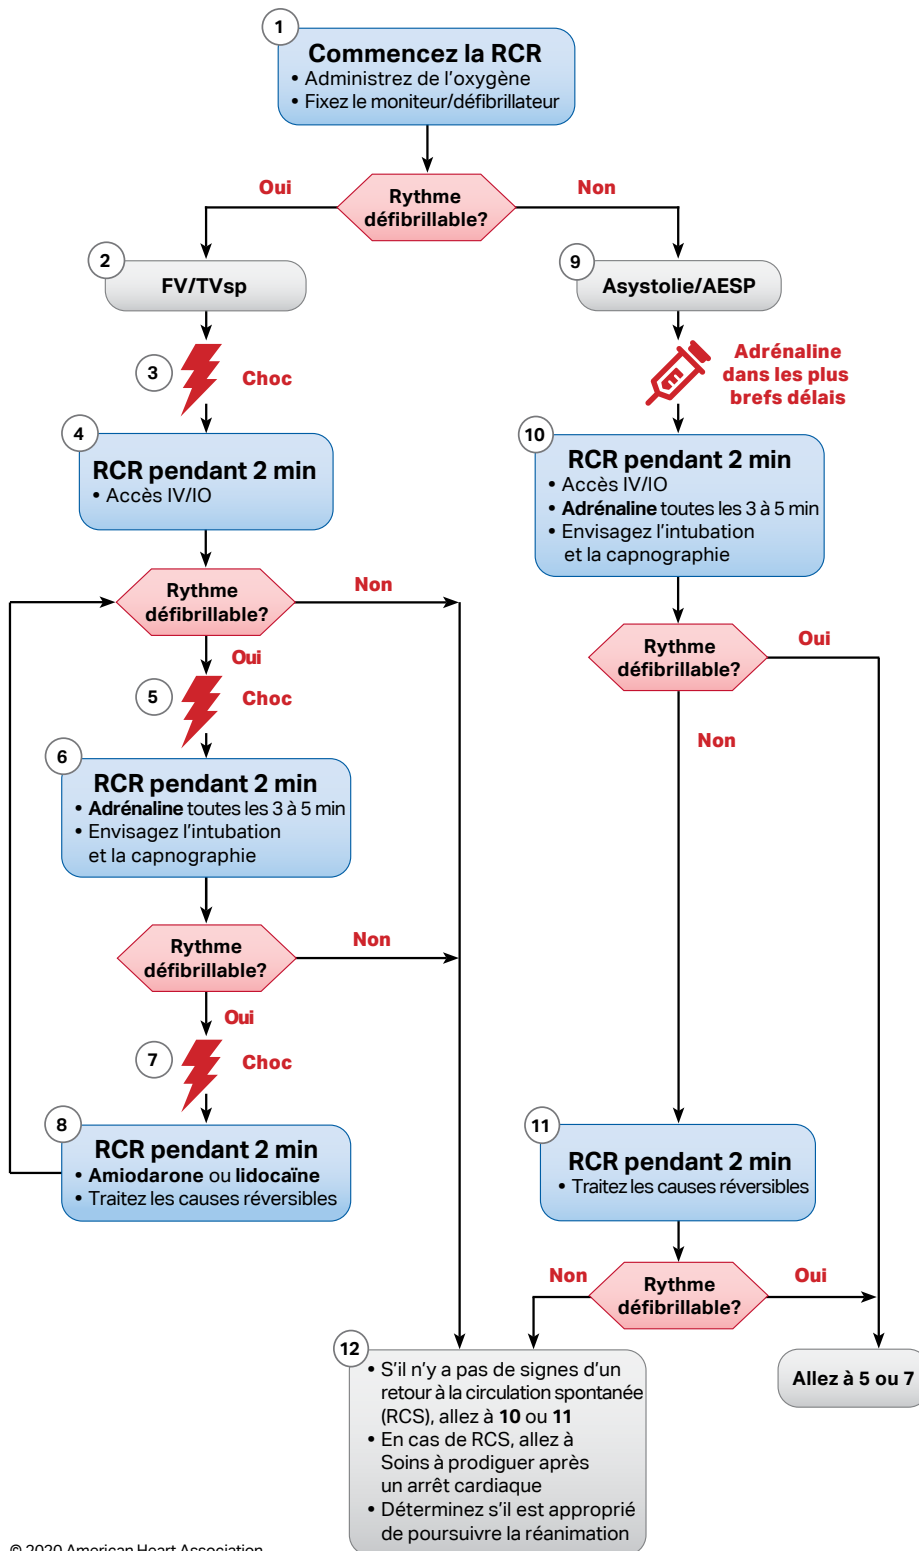 1
Commencez la RCR
• Administrez de l'oxygène
• Fixez le moniteur/défibrillateur
Rythme
défibrillable?
Oui
Non
2
FV/TVsp
3
Choc
4
RCR pendant 2 min
• Accès IV/IO
Rythme
défibrillable?
Non
Oui
5
Choc
6
RCR pendant 2 min
• Adrénaline toutes les 3 à 5 min
• Envisagez l'intubation
et la capnographie
Rythme
défibrillable?
Non
Oui
7
Choc
8
RCR pendant 2 min
• Amiodarone ou lidocaïne
• Traitez les causes réversibles
9
Asystolie/AESP
Adrénaline
dans les plus
brefs délais
10
RCR pendant 2 min
• Accès IV/IO
• Adrénaline toutes les 3 à 5 min
• Envisagez l'intubation
et la capnographie
Rythme
défibrillable?
Oui
Non
11
RCR pendant 2 min
• Traitez les causes réversibles
Non
Rythme
défibrillable?
Oui
12
• S'il n'y a pas de signes d'un
retour à la circulation spontanée
(RCS), allez à 10 ou 11
• En cas de RCS, allez à
Soins à prodiguer après
un arrêt cardiaque
• Déterminez s'il est approprié
de poursuivre la réanimation
Allez à 5 ou 7
© 2020 American Heart Association